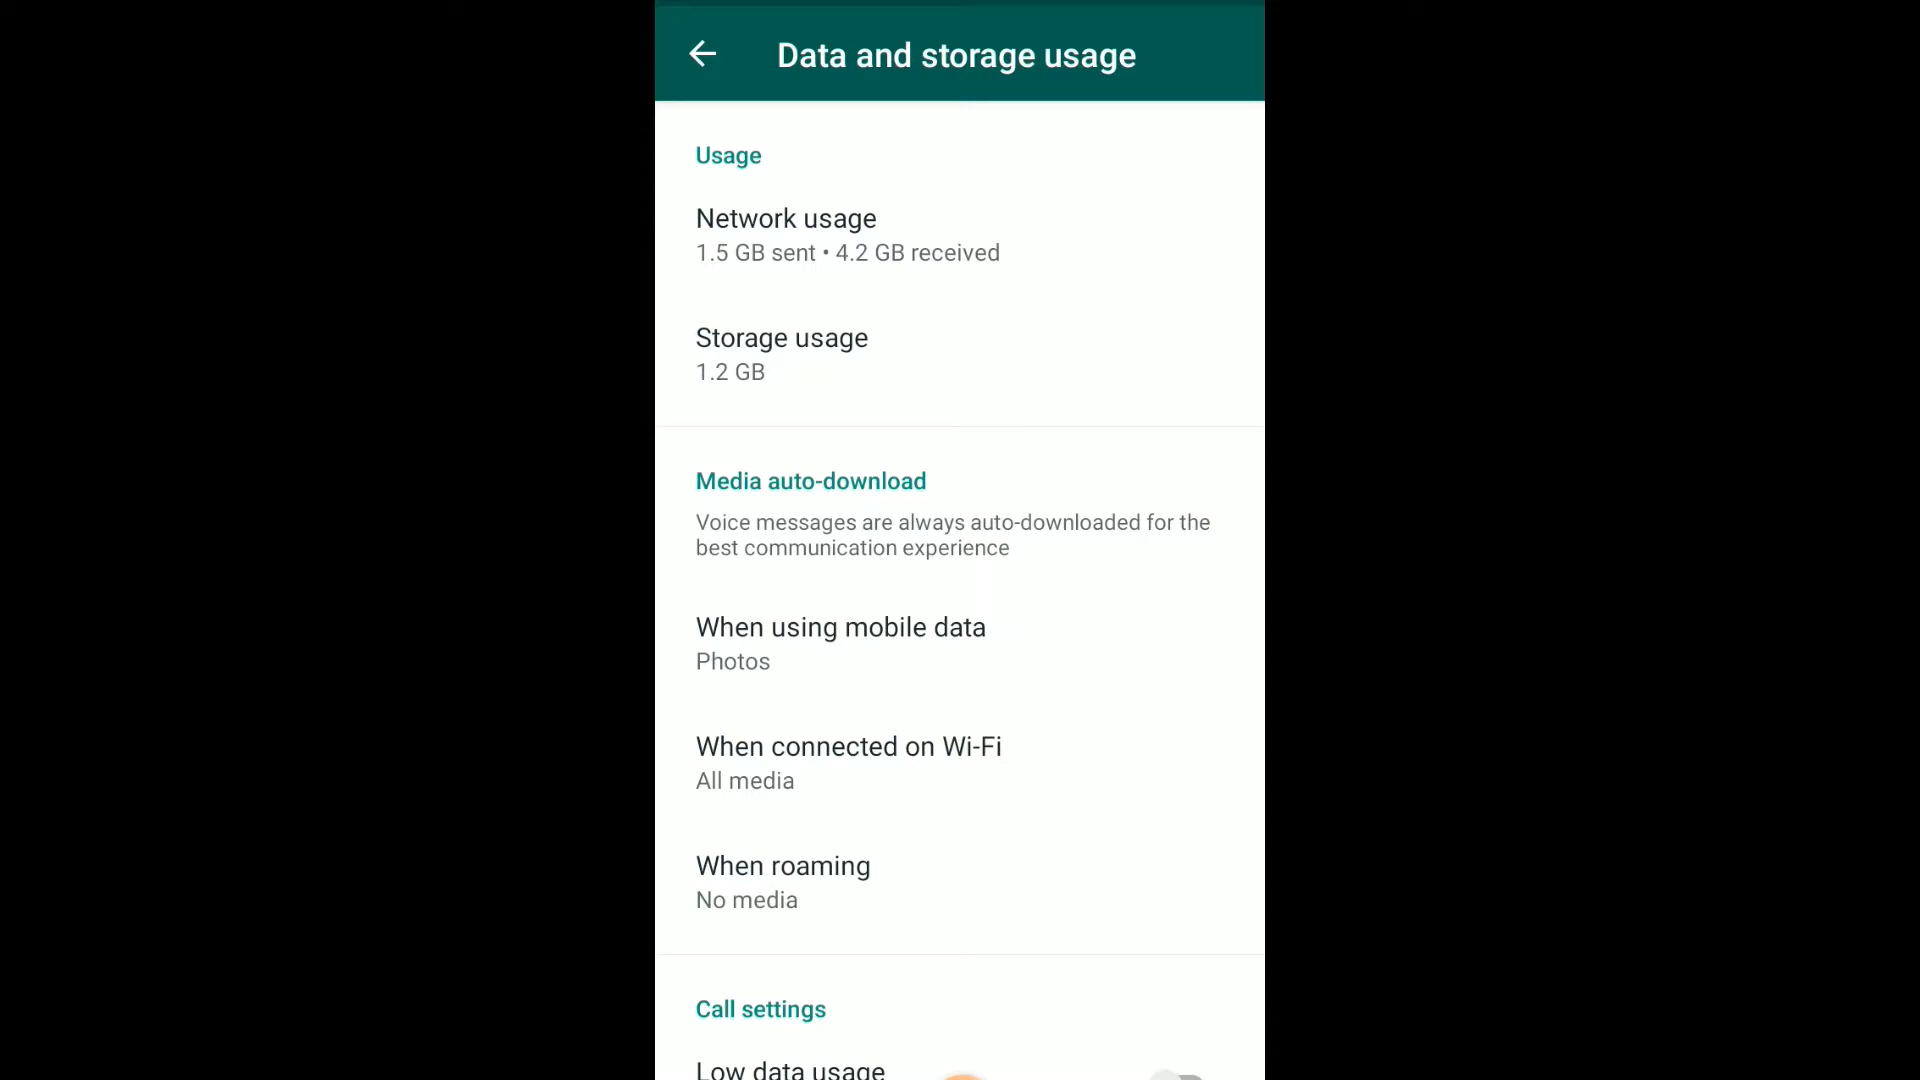 Data and storage usage
Usage
Network usage
1.5 GB sent • 4.2 GB received
Storage usage
1.2 GB
Media auto-download
Voice messages are always auto-downloaded for the
best communication experience
When using mobile data
Photos
When connected on Wi-Fi
All media
When roaming
No media
Call settings
Low data usage